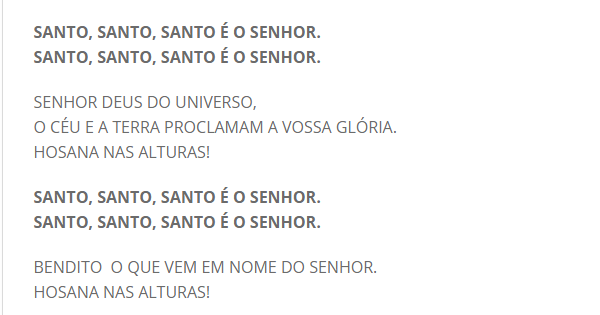 SANTO, SANTO, SANTO É O SENHOR.
SANTO, SANTO, SANTO É O SENHOR.
SENHOR DEUS DO UNIVERSO,
O CÉU E A TERRA PROCLAMAM A VOSSA GLÓRIA.
HOSANA NAS ALTURAS!
SANTO, SANTO, SANTO É O SENHOR.
SANTO, SANTO, SANTO É O SENHOR.
BENDITO  O QUE VEM EM NOME DO SENHOR.
HOSANA NAS ALTURAS!